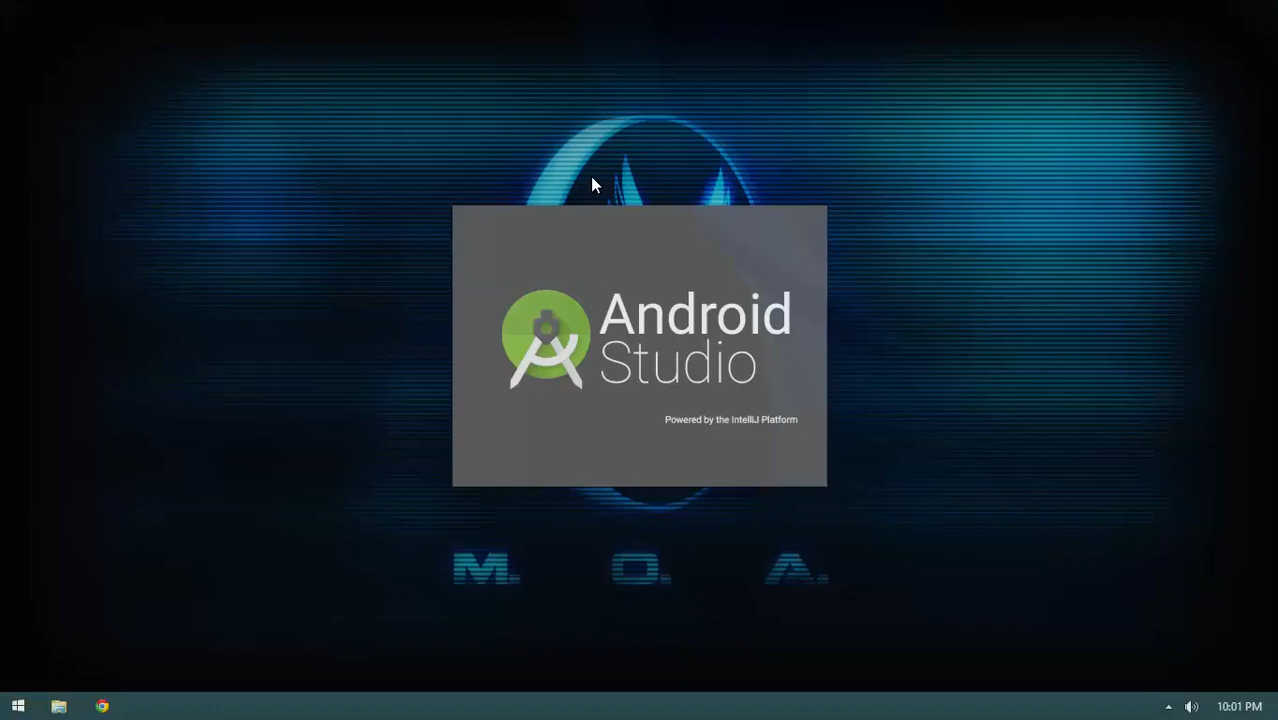 Android
Studio
Powered by the IntelliJ Platform
M. O. A.
10:01 PM